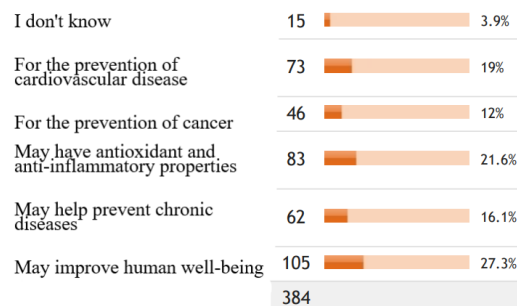 I don't know 15 3.9%
For the prevention of
cardiovascular disease 73 19%
For the prevention of cancer 46 12%
May have antioxidant and
anti-inflammatory properties 83 21.6%
May help prevent chronic
diseases 62 16.1%
May improve human well-being 105 27.3%
384